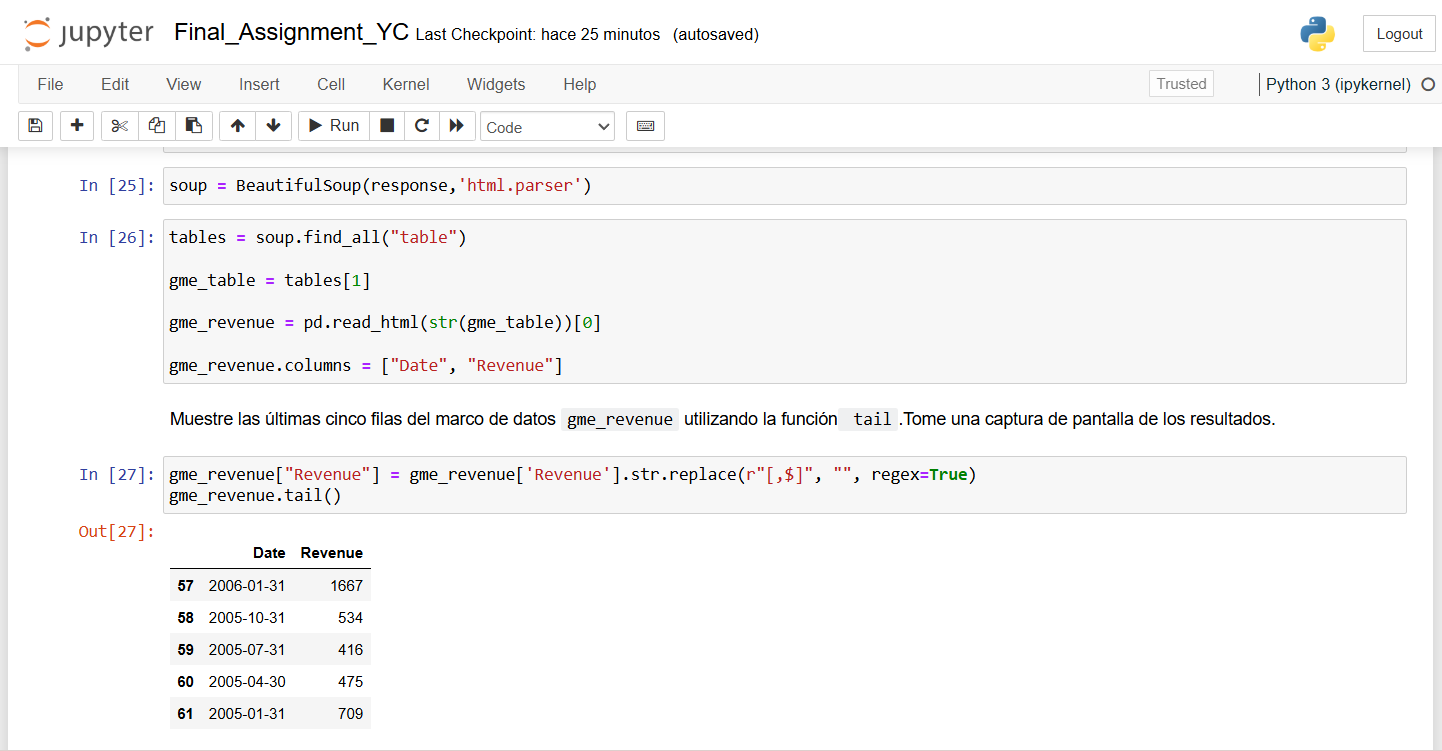 jupyter Final_Assignment_YC Last Checkpoint: hace 25 minutos (autosaved)
Logout
File Edit View Insert Cell Kernel Widgets Help
Trusted
Python 3 (ipykernel)
Run
Code
In [25]: soup = BeautifulSoup(response,'html.parser')
In [26]: tables = soup.find_all("table")
gme_table = tables[1]
gme_revenue = pd.read_html(str(gme_table))[0]
gme_revenue.columns = ["Date", "Revenue"]
Muestre las últimas cinco filas del marco de datos gme_revenue utilizando la función tail .Tome una captura de pantalla de los resultados.
In [27]: gme_revenue["Revenue"] = gme_revenue['Revenue'].str.replace(r"[,$]", "", regex=True)
gme_revenue.tail()
Out[27]:
Date Revenue
57 2006-01-31 1667
58 2005-10-31 534
59 2005-07-31 416
60 2005-04-30 475
61 2005-01-31 709